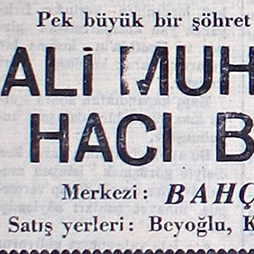 Pek büyük bir şöhret
ALİ MUH
HACI B
Merkezi: BAHÇ
Satış yerleri: Beyoğlu, K